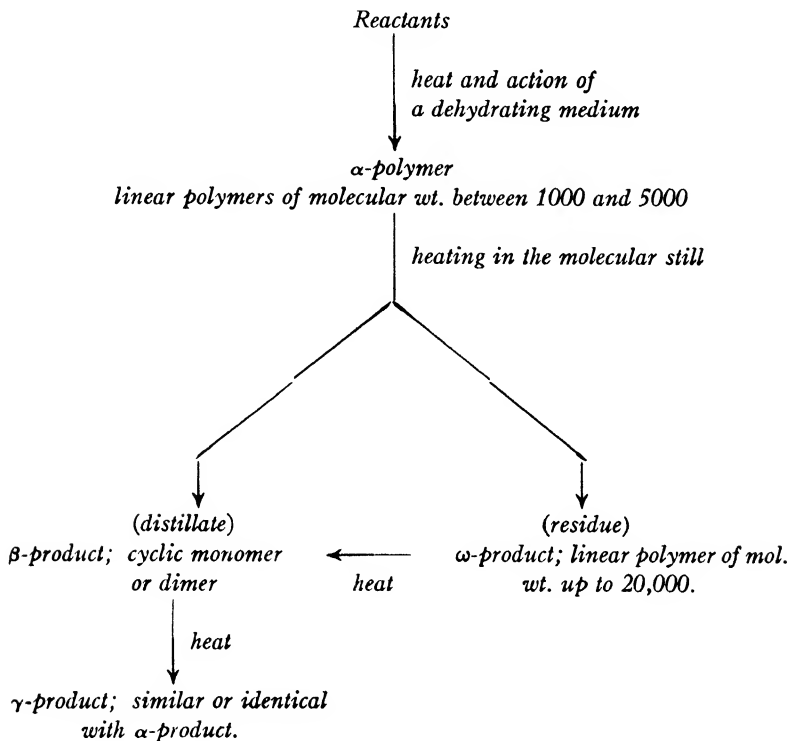 Reactants
heat and action of
a dehydrating medium
α-polymer
linear polymers of molecular wt. between 1000 and 5000
heating in the molecular still
(distillate)
β-product; cyclic monomer
or dimer
heat
(residue)
ω-product; linear polymer of mol.
wt. up to 20,000.
heat
γ-product; similar or identical
with α-product.